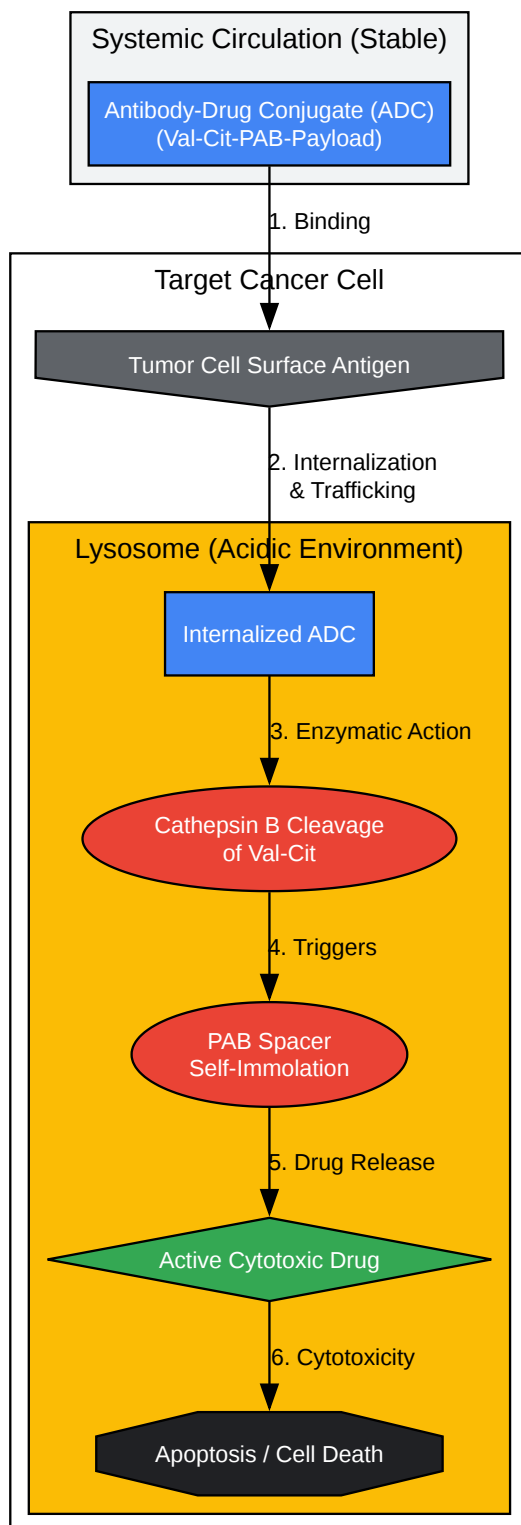 Systemic Circulation (Stable)
Antibody-Drug Conjugate (ADC)
(Val-Cit-PAB-Payload)
1. Binding
Target Cancer Cell
Tumor Cell Surface Antigen
2. Internalization
& Trafficking
Lysosome (Acidic Environment)
Internalized ADC
3. Enzymatic Action
Cathepsin B Cleavage
of Val-Cit
4. Triggers
PAB Spacer
Self-Immolation
5. Drug Release
Active Cytotoxic Drug
6. Cytotoxicity
Apoptosis / Cell Death